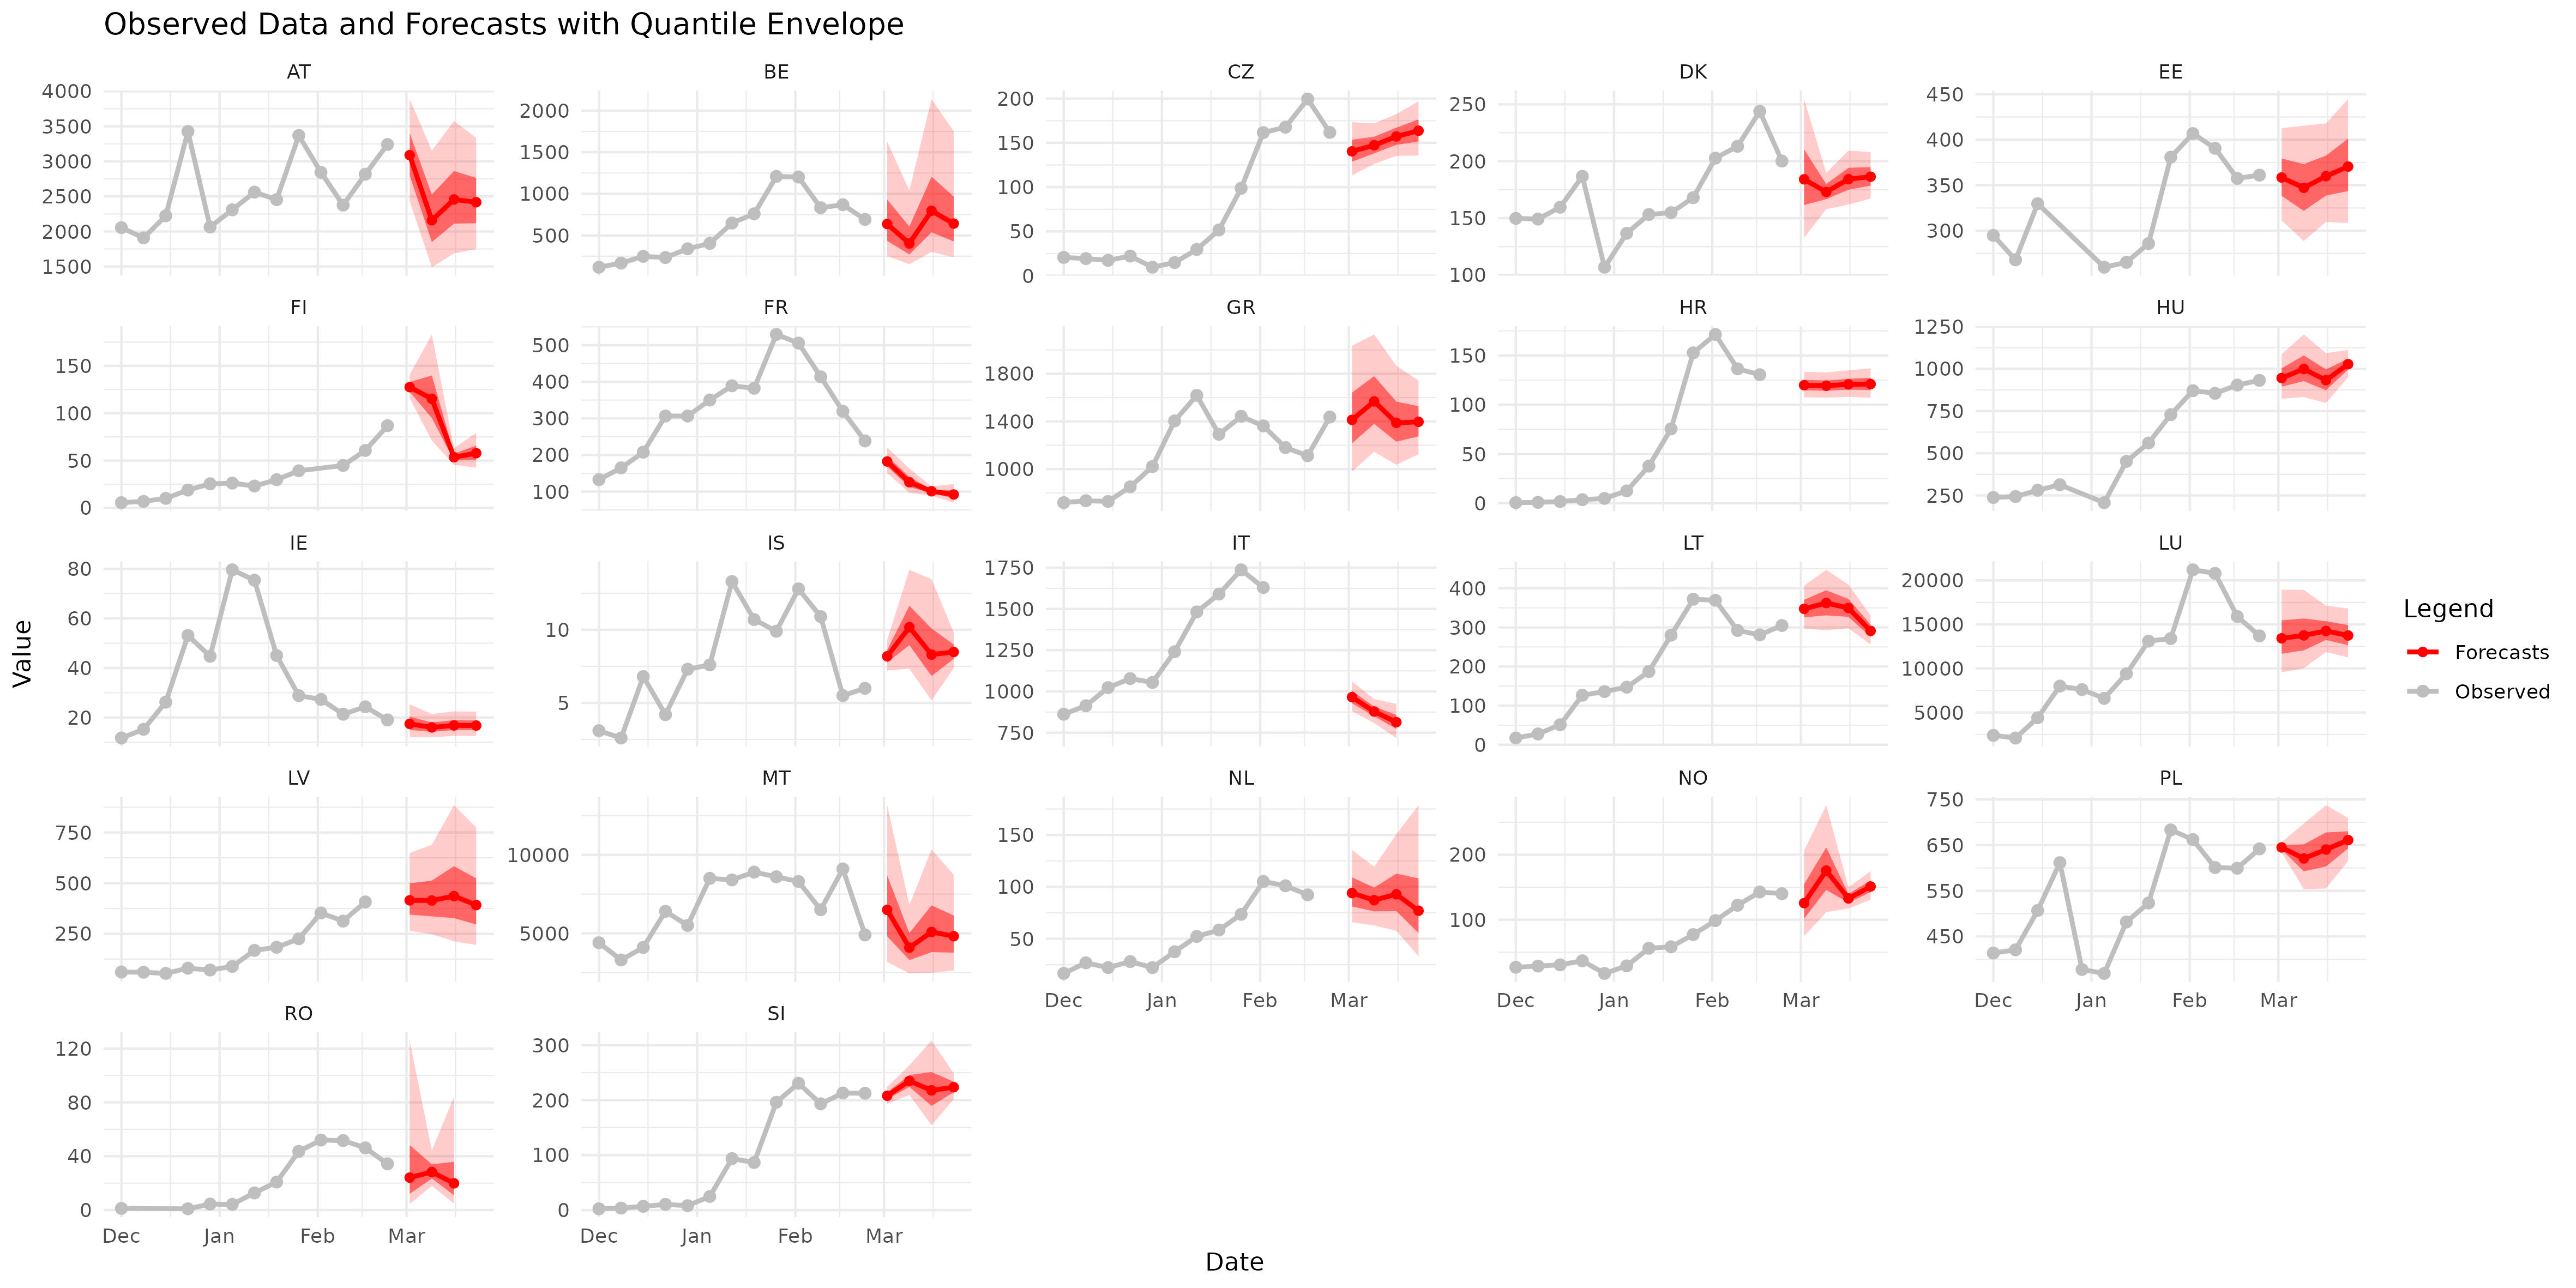 Observed Data and Forecasts with Quantile Envelope
AT BE CZ DK EE
4000 3500 3000 2500 2000 1500
2000 1500 1000 500
200 150 100 50 0
250 200 150 100
450 400 350 300
FI FR GR HR HU
150 100 50 0
500 400 300 200 100
1800 1400 1000
150 100 50 0
1250 1000 750 500 250
IE IS IT LT LU
80 60 40 20
10 5
1750 1500 1250 1000 750
400 300 200 100 0
20000 15000 10000 5000
LV MT NL NO PL
750 500 250
10000 5000
150 100 50
200 100
750 650 550 450
Dec Jan Feb Mar
Dec Jan Feb Mar
Dec Jan Feb Mar
RO SI
120 80 40 0
300 200 100 0
Dec Jan Feb Mar
Dec Jan Feb Mar
Value
Date
Legend
Forecasts
Observed